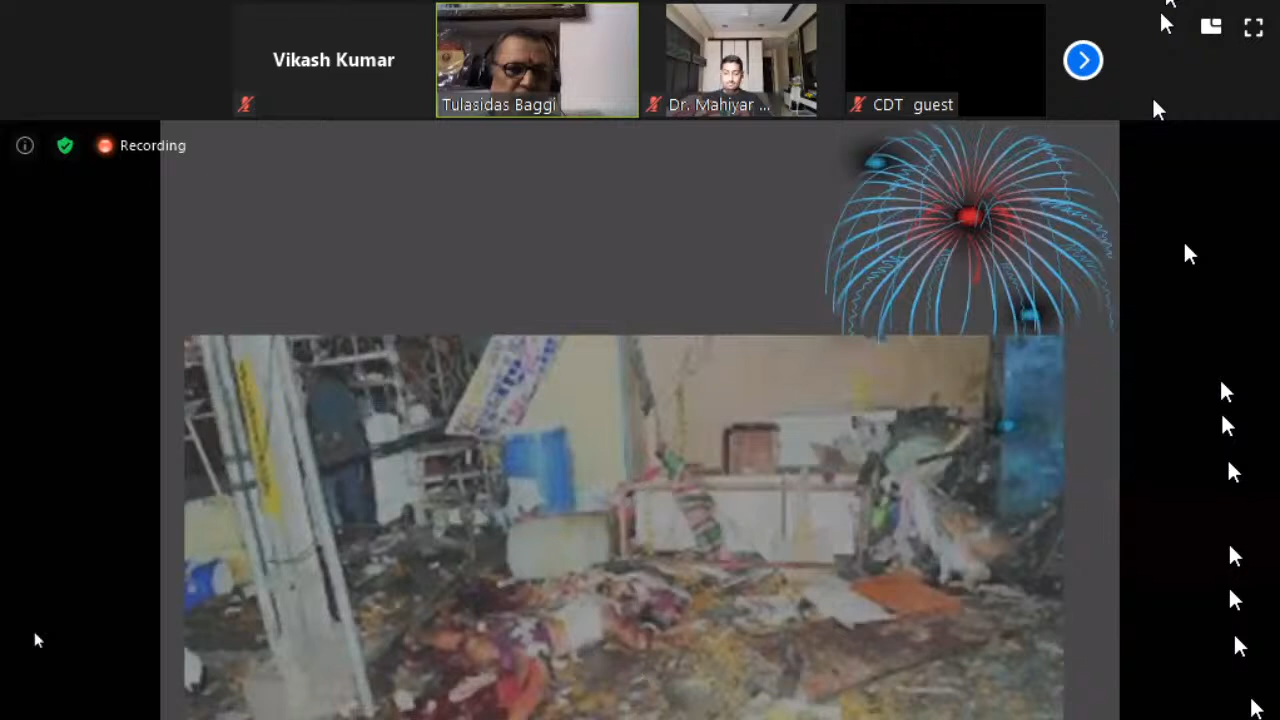 Vikash Kumar
Tulasidas Baggi
Dr. Mahiyar ...
CDT guest
Recording